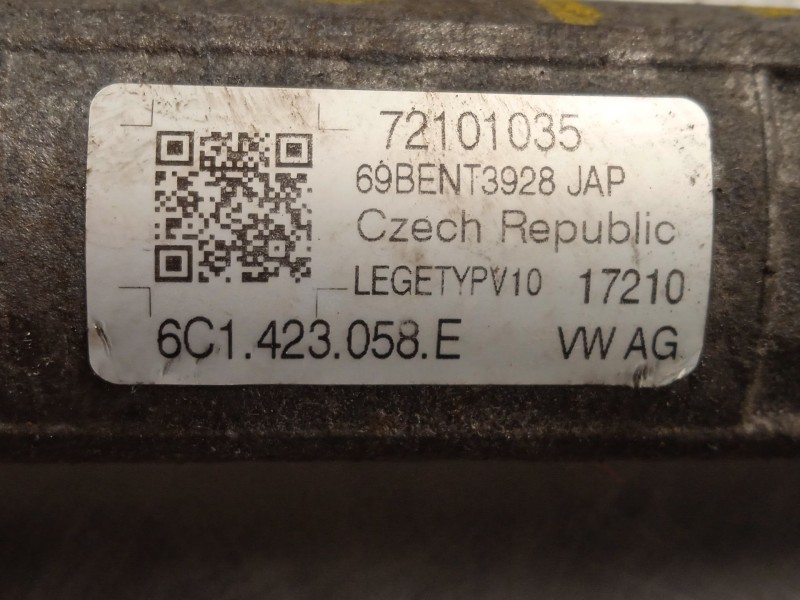 72101035
69BENT3928 JAP
Czech Republic
LEGETYPV10 17210
6C1.423.058.E VW AG